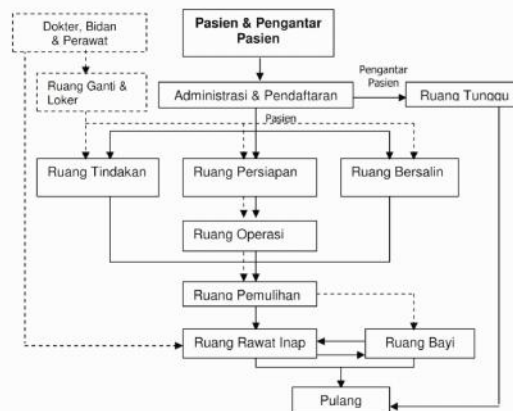 Dokter, Bidan
& Perawat
Pasien & Pengantar
Pasien
Ruang Ganti &
Loker
Administrasi & Pendaftaran
Pengantar
Pasien
Ruang Tunggu
Pasien
Ruang Tindakan
Ruang Persiapan
Ruang Bersalin
Ruang Operasi
Ruang Pemulihan
Ruang Rawat Inap
Ruang Bayi
Pulang